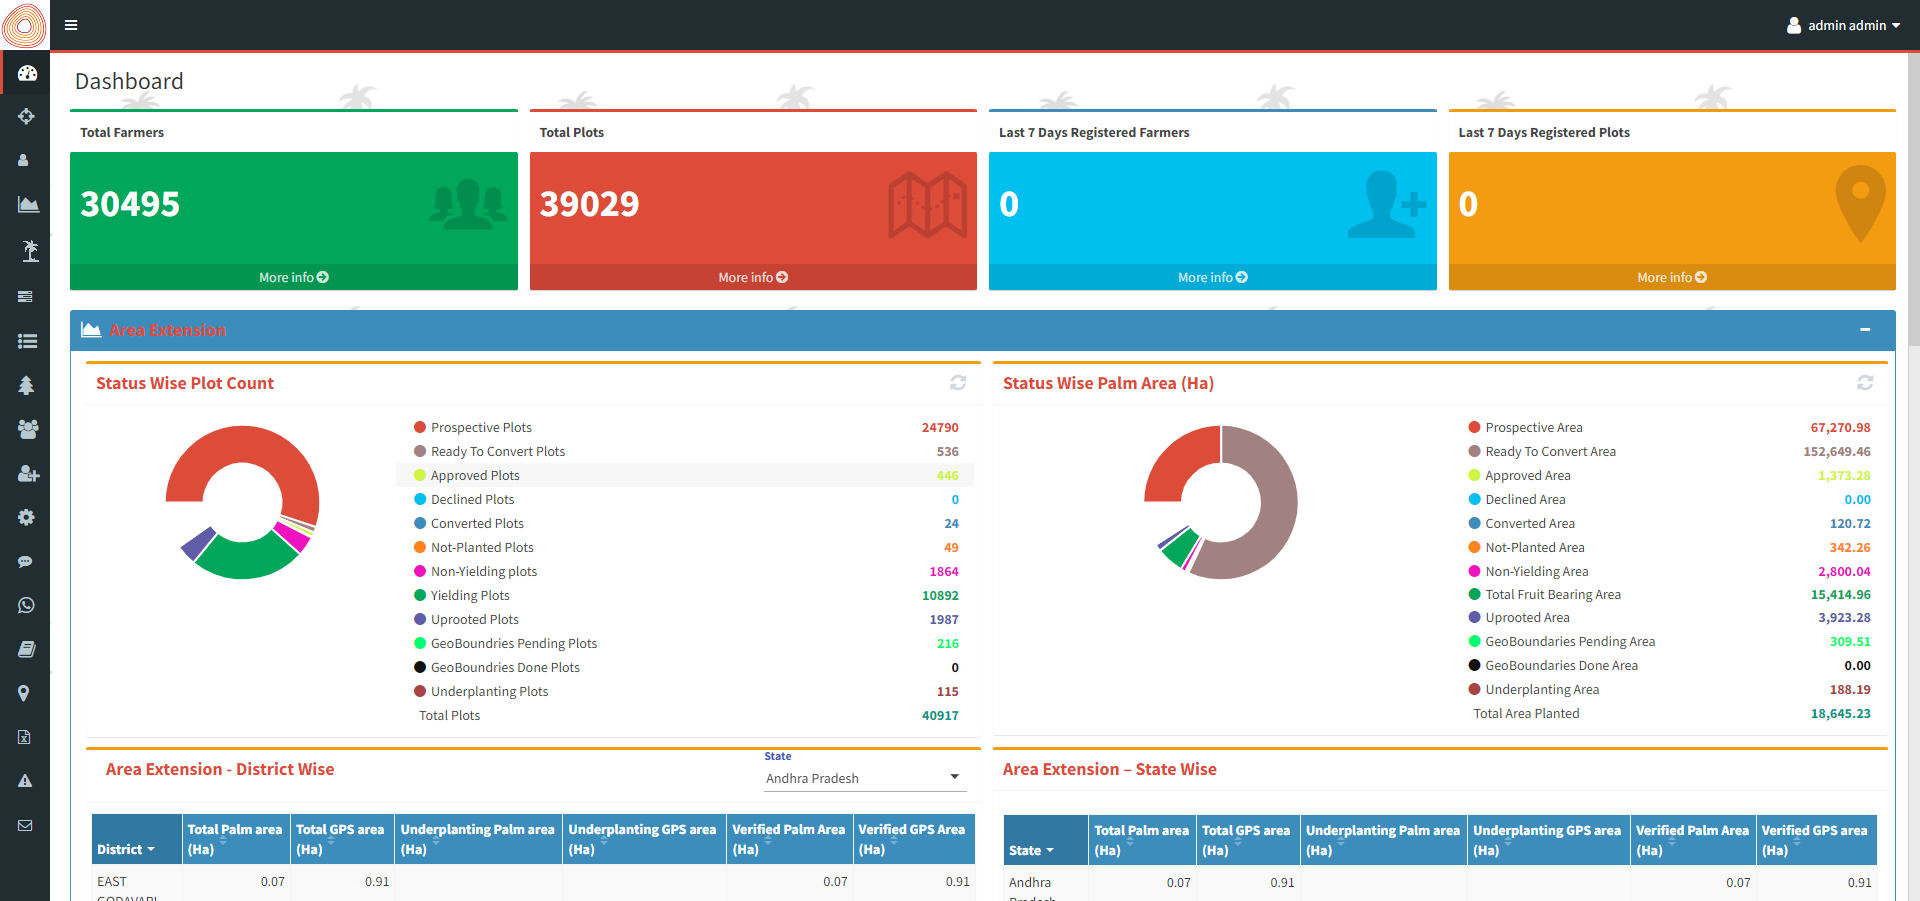 admin admin
Dashboard
Total Farmers
30495
More info
Total Plots
39029
More info
Last 7 Days Registered Farmers
0
More info
Last 7 Days Registered Plots
0
More info
Area Extension
Status Wise Plot Count
Prospective Plots 24790
Ready To Convert Plots 536
Approved Plots 446
Declined Plots 0
Converted Plots 24
Not-Planted Plots 49
Non-Yielding plots 1864
Yielding Plots 10892
Uprooted Plots 1987
GeoBoundries Pending Plots 216
GeoBoundries Done Plots 0
Underplanting Plots 115
Total Plots 40917
Status Wise Palm Area (Ha)
Prospective Area 67,270.98
Ready To Convert Area 152,649.46
Approved Area 1,373.28
Declined Area 0.00
Converted Area 120.72
Not-Planted Area 342.26
Non-Yielding Area 2,800.04
Total Fruit Bearing Area 15,414.96
Uprooted Area 3,923.28
GeoBoundaries Pending Area 309.51
GeoBoundaries Done Area 0.00
Underplanting Area 188.19
Total Area Planted 18,645.23
Area Extension - District Wise
State
Andhra Pradesh
District Total Palm area (Ha) Total GPS area (Ha) Underplanting Palm area (Ha) Underplanting GPS area (Ha) Verified Palm Area (Ha) Verified GPS Area (Ha)
EAST 0.07 0.91 0.07 0.91
GODAVARI
Area Extension – State Wise
State Total Palm area (Ha) Total GPS area (Ha) Underplanting Palm area (Ha) Underplanting GPS area (Ha) Verified Palm Area (Ha) Verified GPS area (Ha)
Andhra 0.07 0.91 0.07 0.91
Pradesh